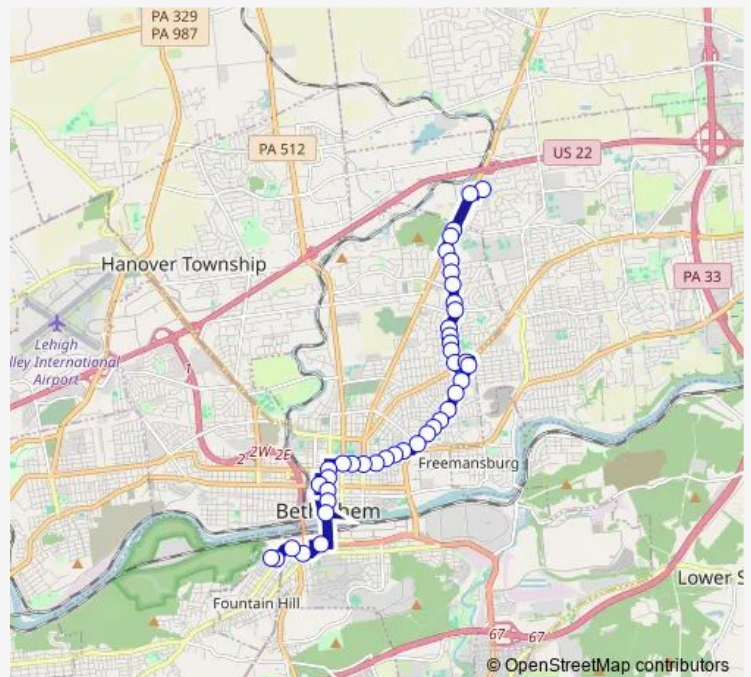 PA 329
PA 987
PA 512
US 22
Hanover Township
PA 33
Lehigh
lley International
Airport
1
2
2W 2E
Freemansburg
Fountain Hill
Lower S
67
67
© OpenStreetMap contributors